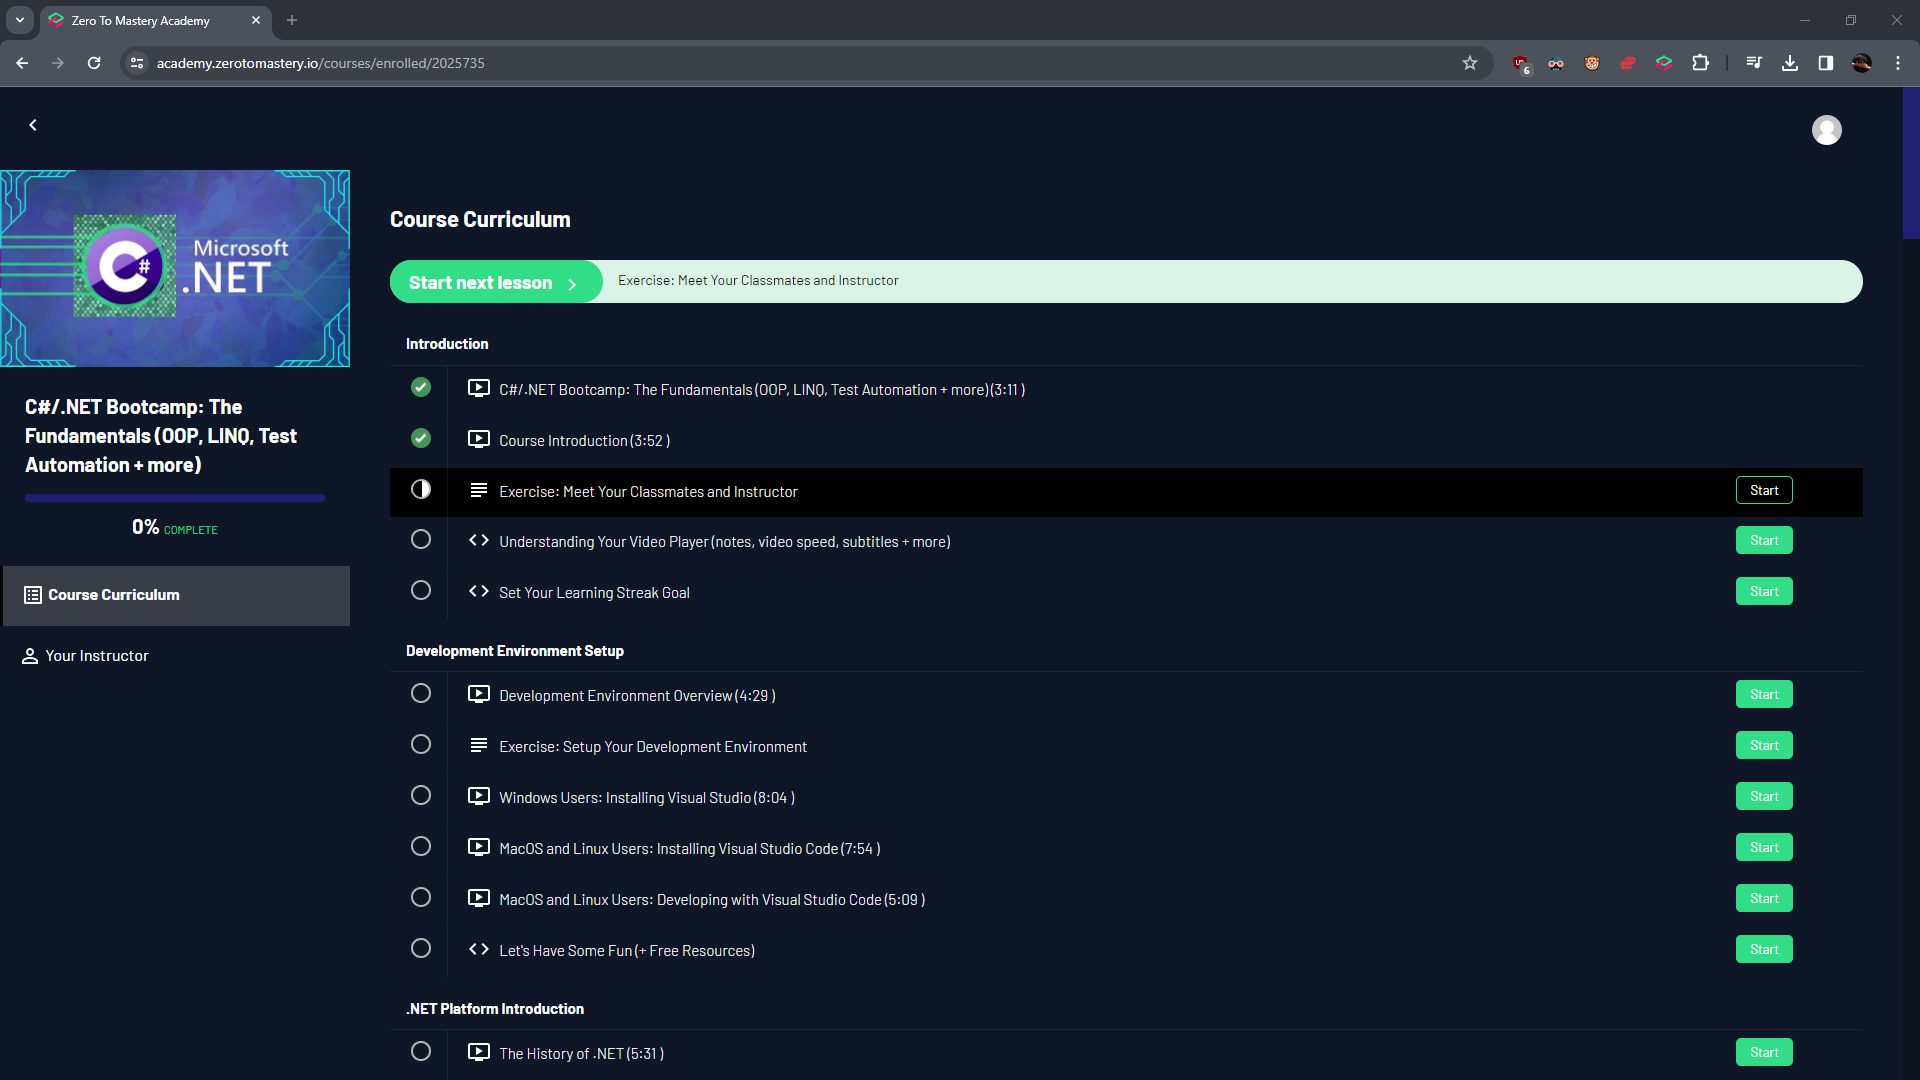 Zero To Mastery Academy
academy.zerotomastery.io/courses/enrolled/2025735
6
C#
Microsoft
.NET
C#/.NET Bootcamp: The
Fundamentals (OOP, LINQ, Test
Automation + more)
0% COMPLETE
Course Curriculum
Your Instructor
Course Curriculum
Start next lesson
Exercise: Meet Your Classmates and Instructor
Introduction
C#/.NET Bootcamp: The Fundamentals (OOP, LINQ, Test Automation + more) (3:11 )
Course Introduction (3:52 )
Exercise: Meet Your Classmates and Instructor Start
Understanding Your Video Player (notes, video speed, subtitles + more) Start
Set Your Learning Streak Goal Start
Development Environment Setup
Development Environment Overview (4:29 ) Start
Exercise: Setup Your Development Environment Start
Windows Users: Installing Visual Studio (8:04 ) Start
MacOS and Linux Users: Installing Visual Studio Code (7:54 ) Start
MacOS and Linux Users: Developing with Visual Studio Code (5:09 ) Start
Let's Have Some Fun (+ Free Resources) Start
.NET Platform Introduction
The History of .NET (5:31 ) Start